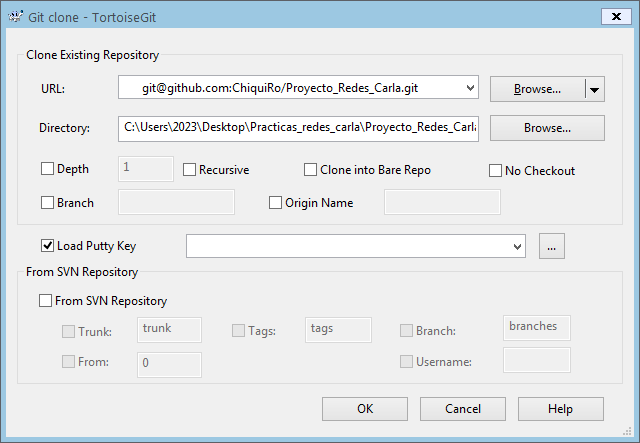 Git clone - TortoiseGit
Clone Existing Repository
URL: git@github.com:ChiquiRo/Proyecto_Redes_Carla.git Browse...
Directory: C:\Users\2023\Desktop\Practicas_redes_carla\Proyecto_Redes_Carla Browse...
Depth 1 Recursive Clone into Bare Repo No Checkout
Branch Origin Name
Load Putty Key ...
From SVN Repository
From SVN Repository
Trunk: trunk Tags: tags Branch: branches
From: 0 Username:
OK Cancel Help